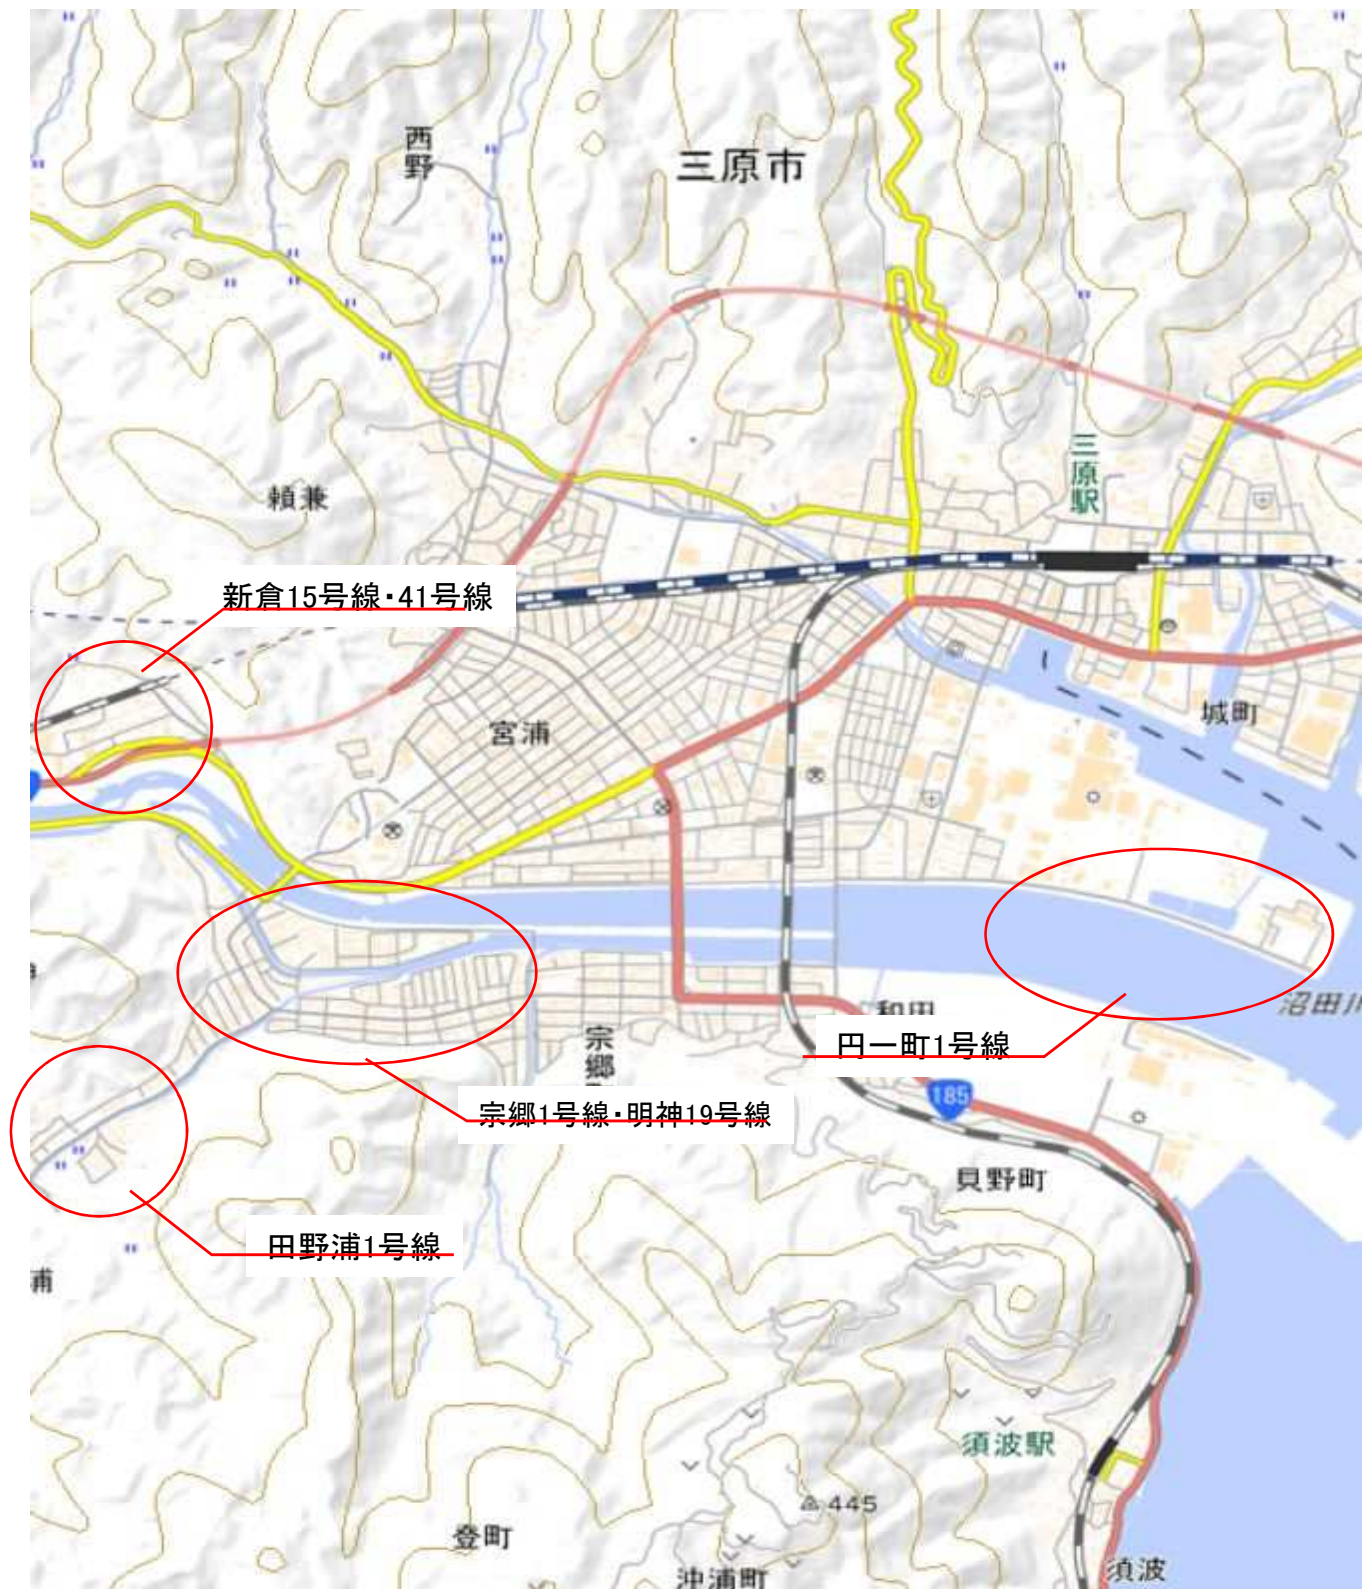 西野
三原市
三原駅
頼兼
新倉15号線・41号線
宮浦
城町
沼田川
和田
円一町1号線
宗郷
185
宗郷1号線・明神19号線
貝野町
田野浦1号線
浦
須波駅
445
登町
沖浦町
須波